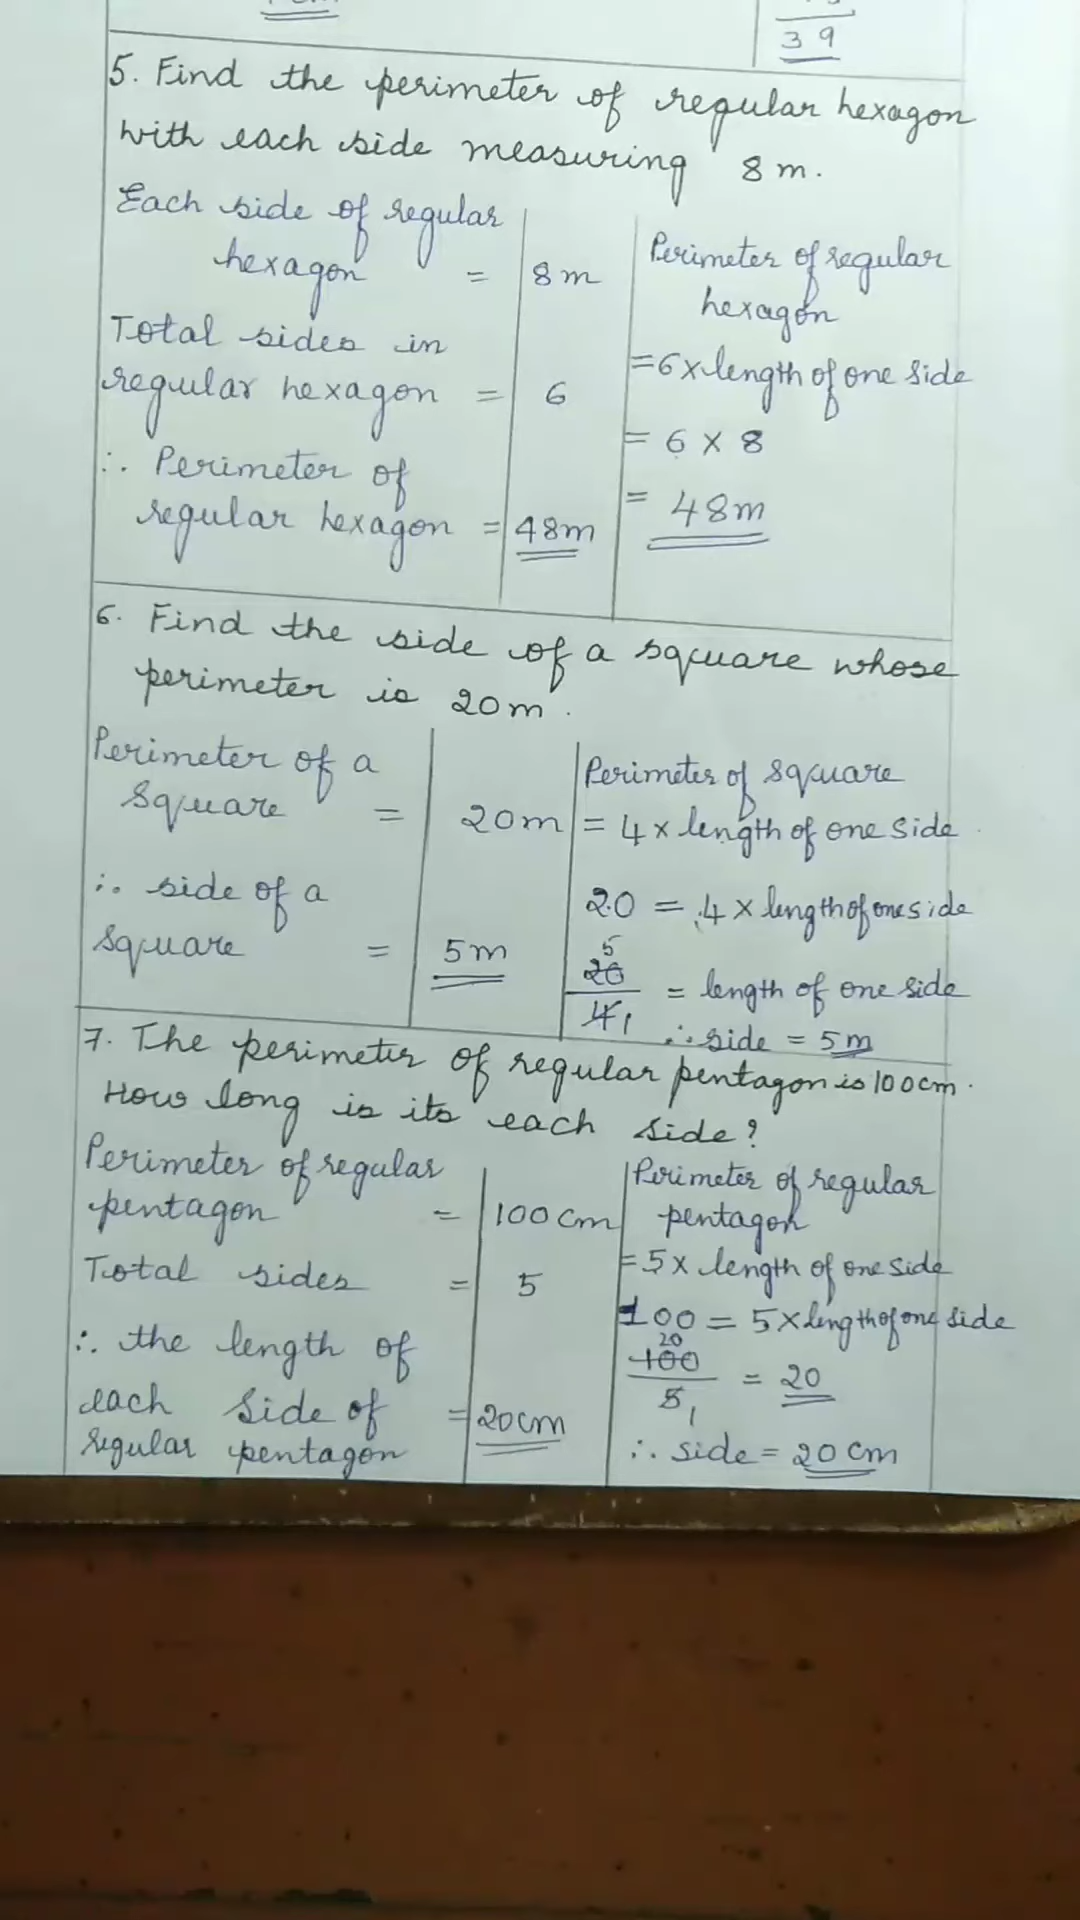 39
5. Find the perimeter of regular hexagon
with each side measuring 8 m.
Each side of regular
hexagon = 8m
Total sides in
regular hexagon = 6
∴ Perimeter of
regular hexagon = 48m
Perimeter of regular
hexagon
= 6 x length of one side
= 6 x 8
= 48m
6. Find the side of a square whose
perimeter is 20m.
Perimeter of a
square = 20m
∴ side of a
square = 5m
Perimeter of square
= 4 x length of one side
20 = 4 x length of one side
5
20
/ 4 1 = length of one side
∴ side = 5m
7. The perimeter of regular pentagon is 100cm.
How long is its each side?
Perimeter of regular
pentagon = 100cm
Total sides = 5
∴ the length of
each side of
regular pentagon = 20cm
Perimeter of regular
pentagon
= 5 x length of one side
100 = 5 x length of one side
20
100
/ 5 1 = 20
∴ side = 20 cm